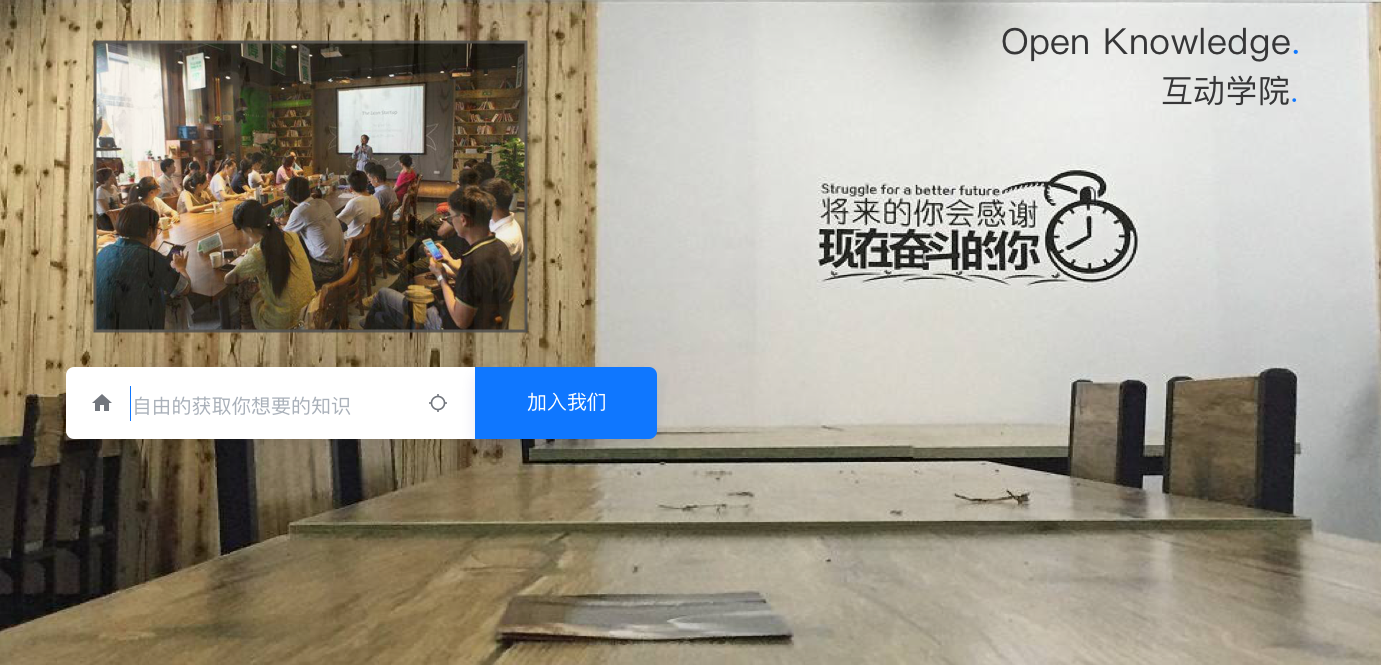 Open Knowledge.
互动学院.
Struggle for a better future
将来的你会感谢
现在奋斗的你
自由的获取你想要的知识
加入我们